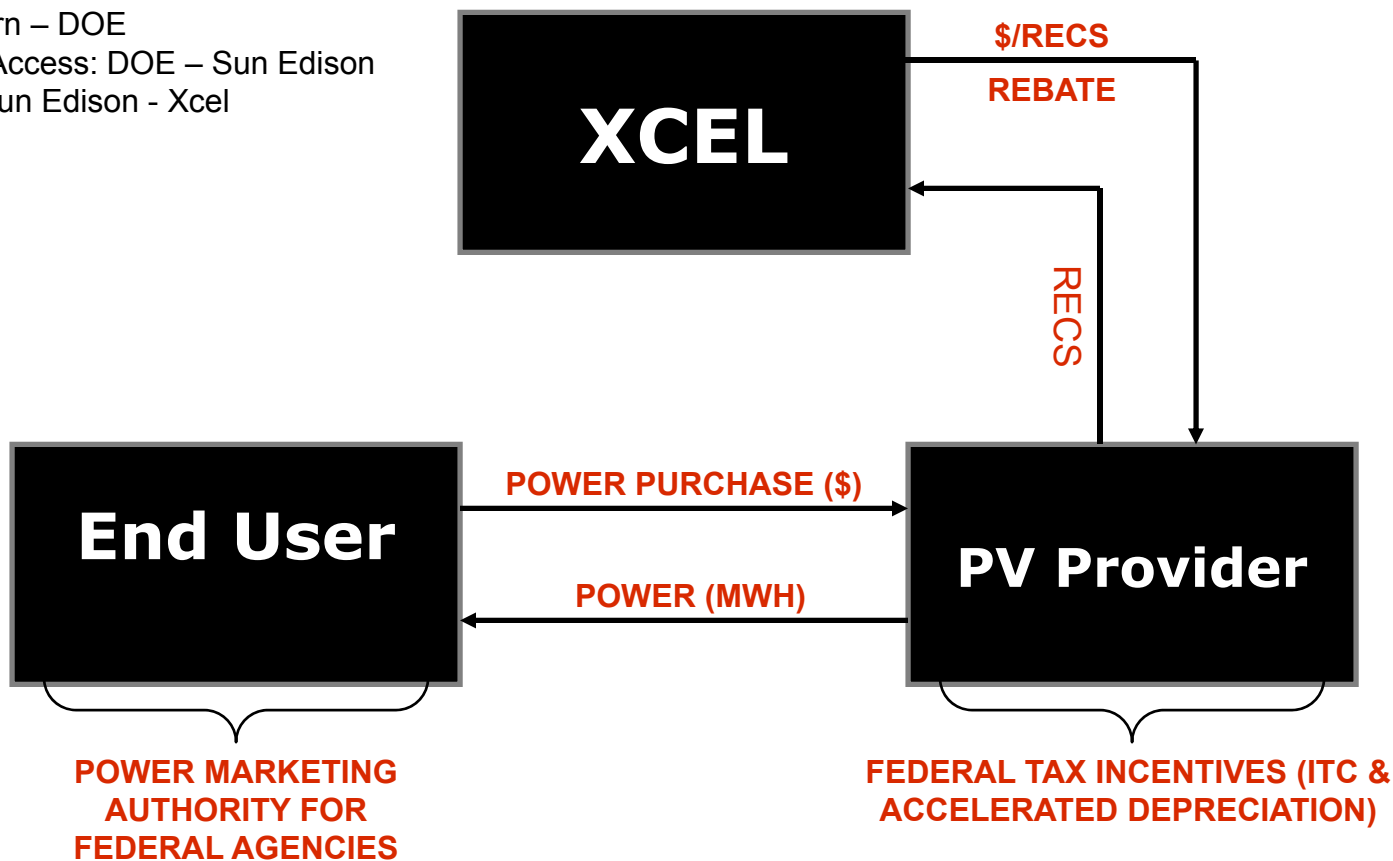 rn – DOE
Access: DOE – Sun Edison
un Edison - Xcel
XCEL
$/RECS
REBATE
RECS
End User
POWER PURCHASE ($)
POWER (MWH)
PV Provider
POWER MARKETING
AUTHORITY FOR
FEDERAL AGENCIES
FEDERAL TAX INCENTIVES (ITC &
ACCELERATED DEPRECIATION)